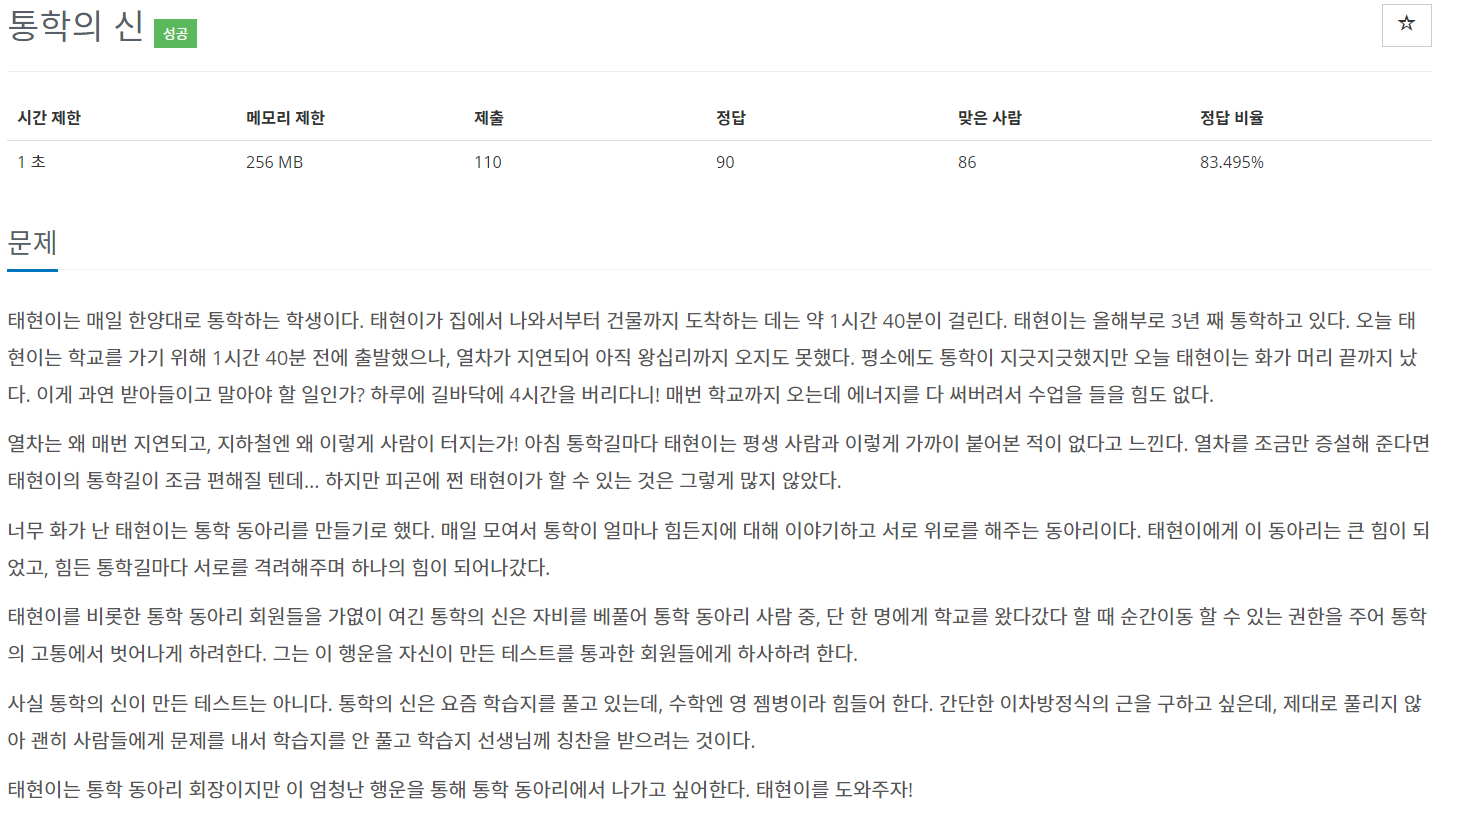 통학의 신 성공
☆
시간 제한 메모리 제한 제출 정답 맞은 사람 정답 비율
1 초 256 MB 110 90 86 83.495%
문제
태현이는 매일 한양대로 통학하는 학생이다. 태현이가 집에서 나와서부터 건물까지 도착하는 데는 약 1시간 40분이 걸린다. 태현이는 올해부로 3년 째 통학하고 있다. 오늘 태
현이는 학교를 가기 위해 1시간 40분 전에 출발했으나, 열차가 지연되어 아직 왕십리까지 오지도 못했다. 평소에도 통학이 지긋지긋했지만 오늘 태현이는 화가 머리 끝까지 났
다. 이게 과연 받아들이고 말아야 할 일인가? 하루에 길바닥에 4시간을 버리다니! 매번 학교까지 오는데 에너지를 다 써버려서 수업을 들을 힘도 없다.
열차는 왜 매번 지연되고, 지하철엔 왜 이렇게 사람이 터지는가! 아침 통학길마다 태현이는 평생 사람과 이렇게 가까이 붙어본 적이 없다고 느낀다. 열차를 조금만 증설해 준다면
태현이의 통학길이 조금 편해질 텐데... 하지만 피곤에 쩐 태현이가 할 수 있는 것은 그렇게 많지 않았다.
너무 화가 난 태현이는 통학 동아리를 만들기로 했다. 매일 모여서 통학이 얼마나 힘든지에 대해 이야기하고 서로 위로를 해주는 동아리이다. 태현이에게 이 동아리는 큰 힘이 되
었고, 힘든 통학길마다 서로를 격려해주며 하나의 힘이 되어나갔다.
태현이를 비롯한 통학 동아리 회원들을 가엾이 여긴 통학의 신은 자비를 베풀어 통학 동아리 사람 중, 단 한 명에게 학교를 왔다갔다 할 때 순간이동 할 수 있는 권한을 주어 통학
의 고통에서 벗어나게 하려한다. 그는 이 행운을 자신이 만든 테스트를 통과한 회원들에게 하사하려 한다.
사실 통학의 신이 만든 테스트는 아니다. 통학의 신은 요즘 학습지를 풀고 있는데, 수학엔 영 젬병이라 힘들어 한다. 간단한 이차방정식의 근을 구하고 싶은데, 제대로 풀리지 않
아 괜히 사람들에게 문제를 내서 학습지를 안 풀고 학습지 선생님께 칭찬을 받으려는 것이다.
태현이는 통학 동아리 회장이지만 이 엄청난 행운을 통해 통학 동아리에서 나가고 싶어한다. 태현이를 도와주자!